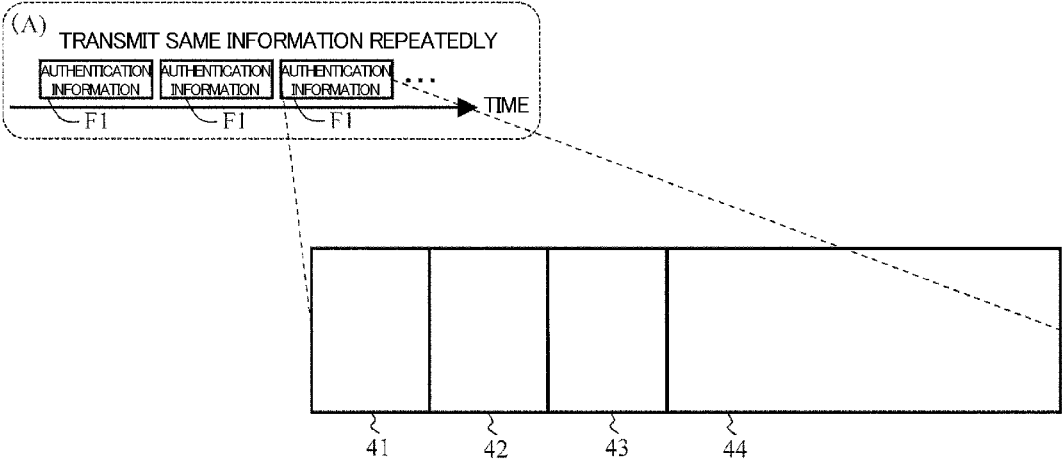 (A)
TRANSMIT SAME INFORMATION REPEATEDLY
AUTHENTICATION INFORMATION
AUTHENTICATION INFORMATION
AUTHENTICATION INFORMATION
...
TIME
F1
F1
F1
41
42
43
44